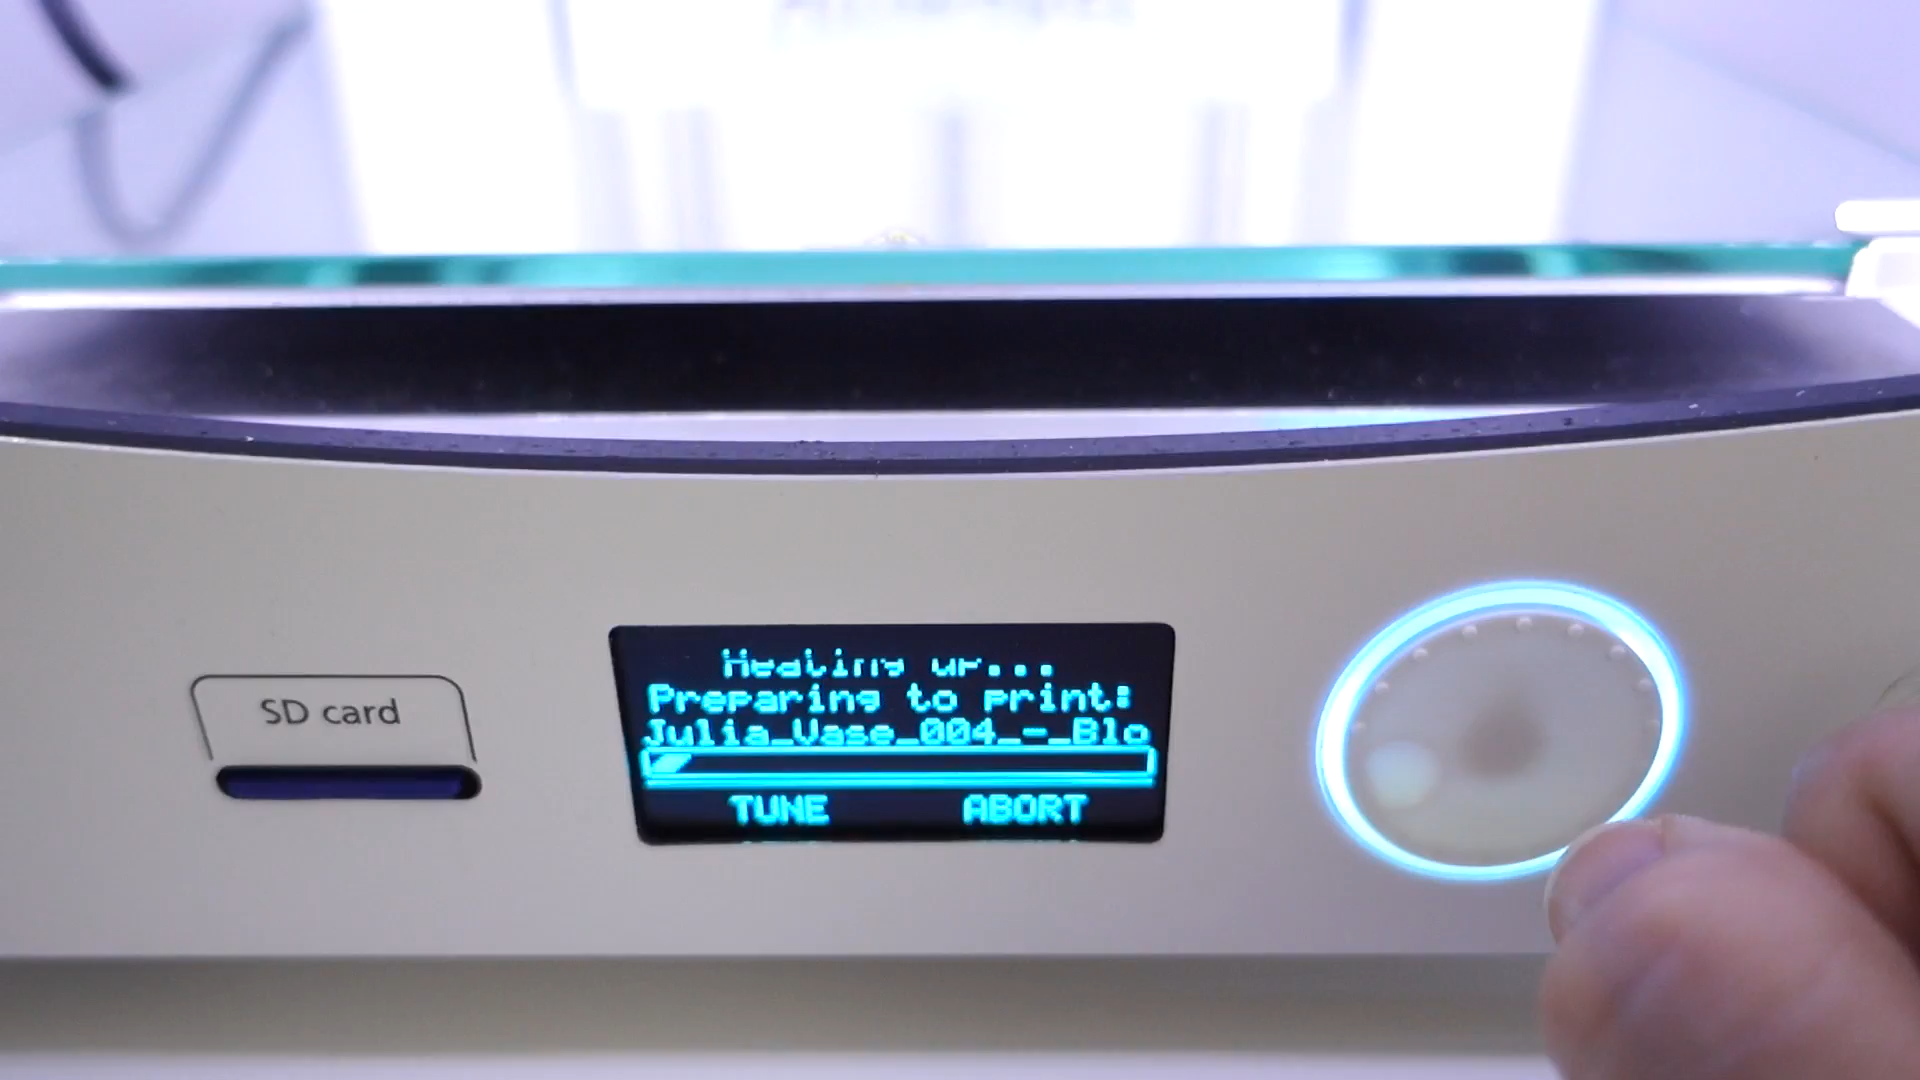 Heating up...
Preparing to print:
Julia_Vase_004_-_Blo
TUNE ABORT
SD card